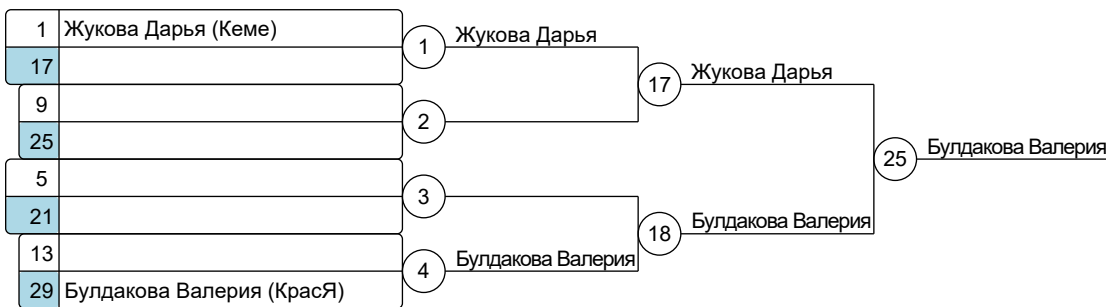 1 Жукова Дарья (Кеме)
17
9
25
5
21
13
29 Булдакова Валерия (КрасЯ)
1 Жукова Дарья
2
3
4 Булдакова Валерия
17 Жукова Дарья
18 Булдакова Валерия
25 Булдакова Валерия